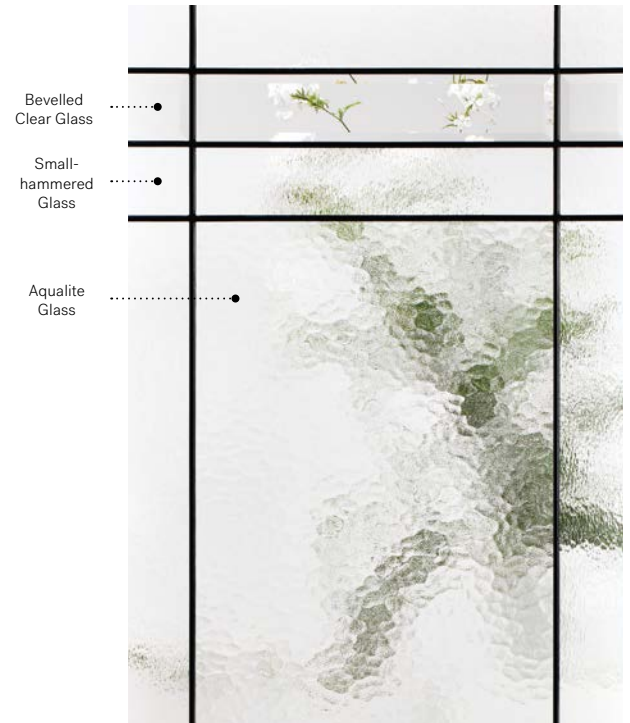 Bevelled
Clear Glass
Small-
hammered
Glass
Aqualite
Glass